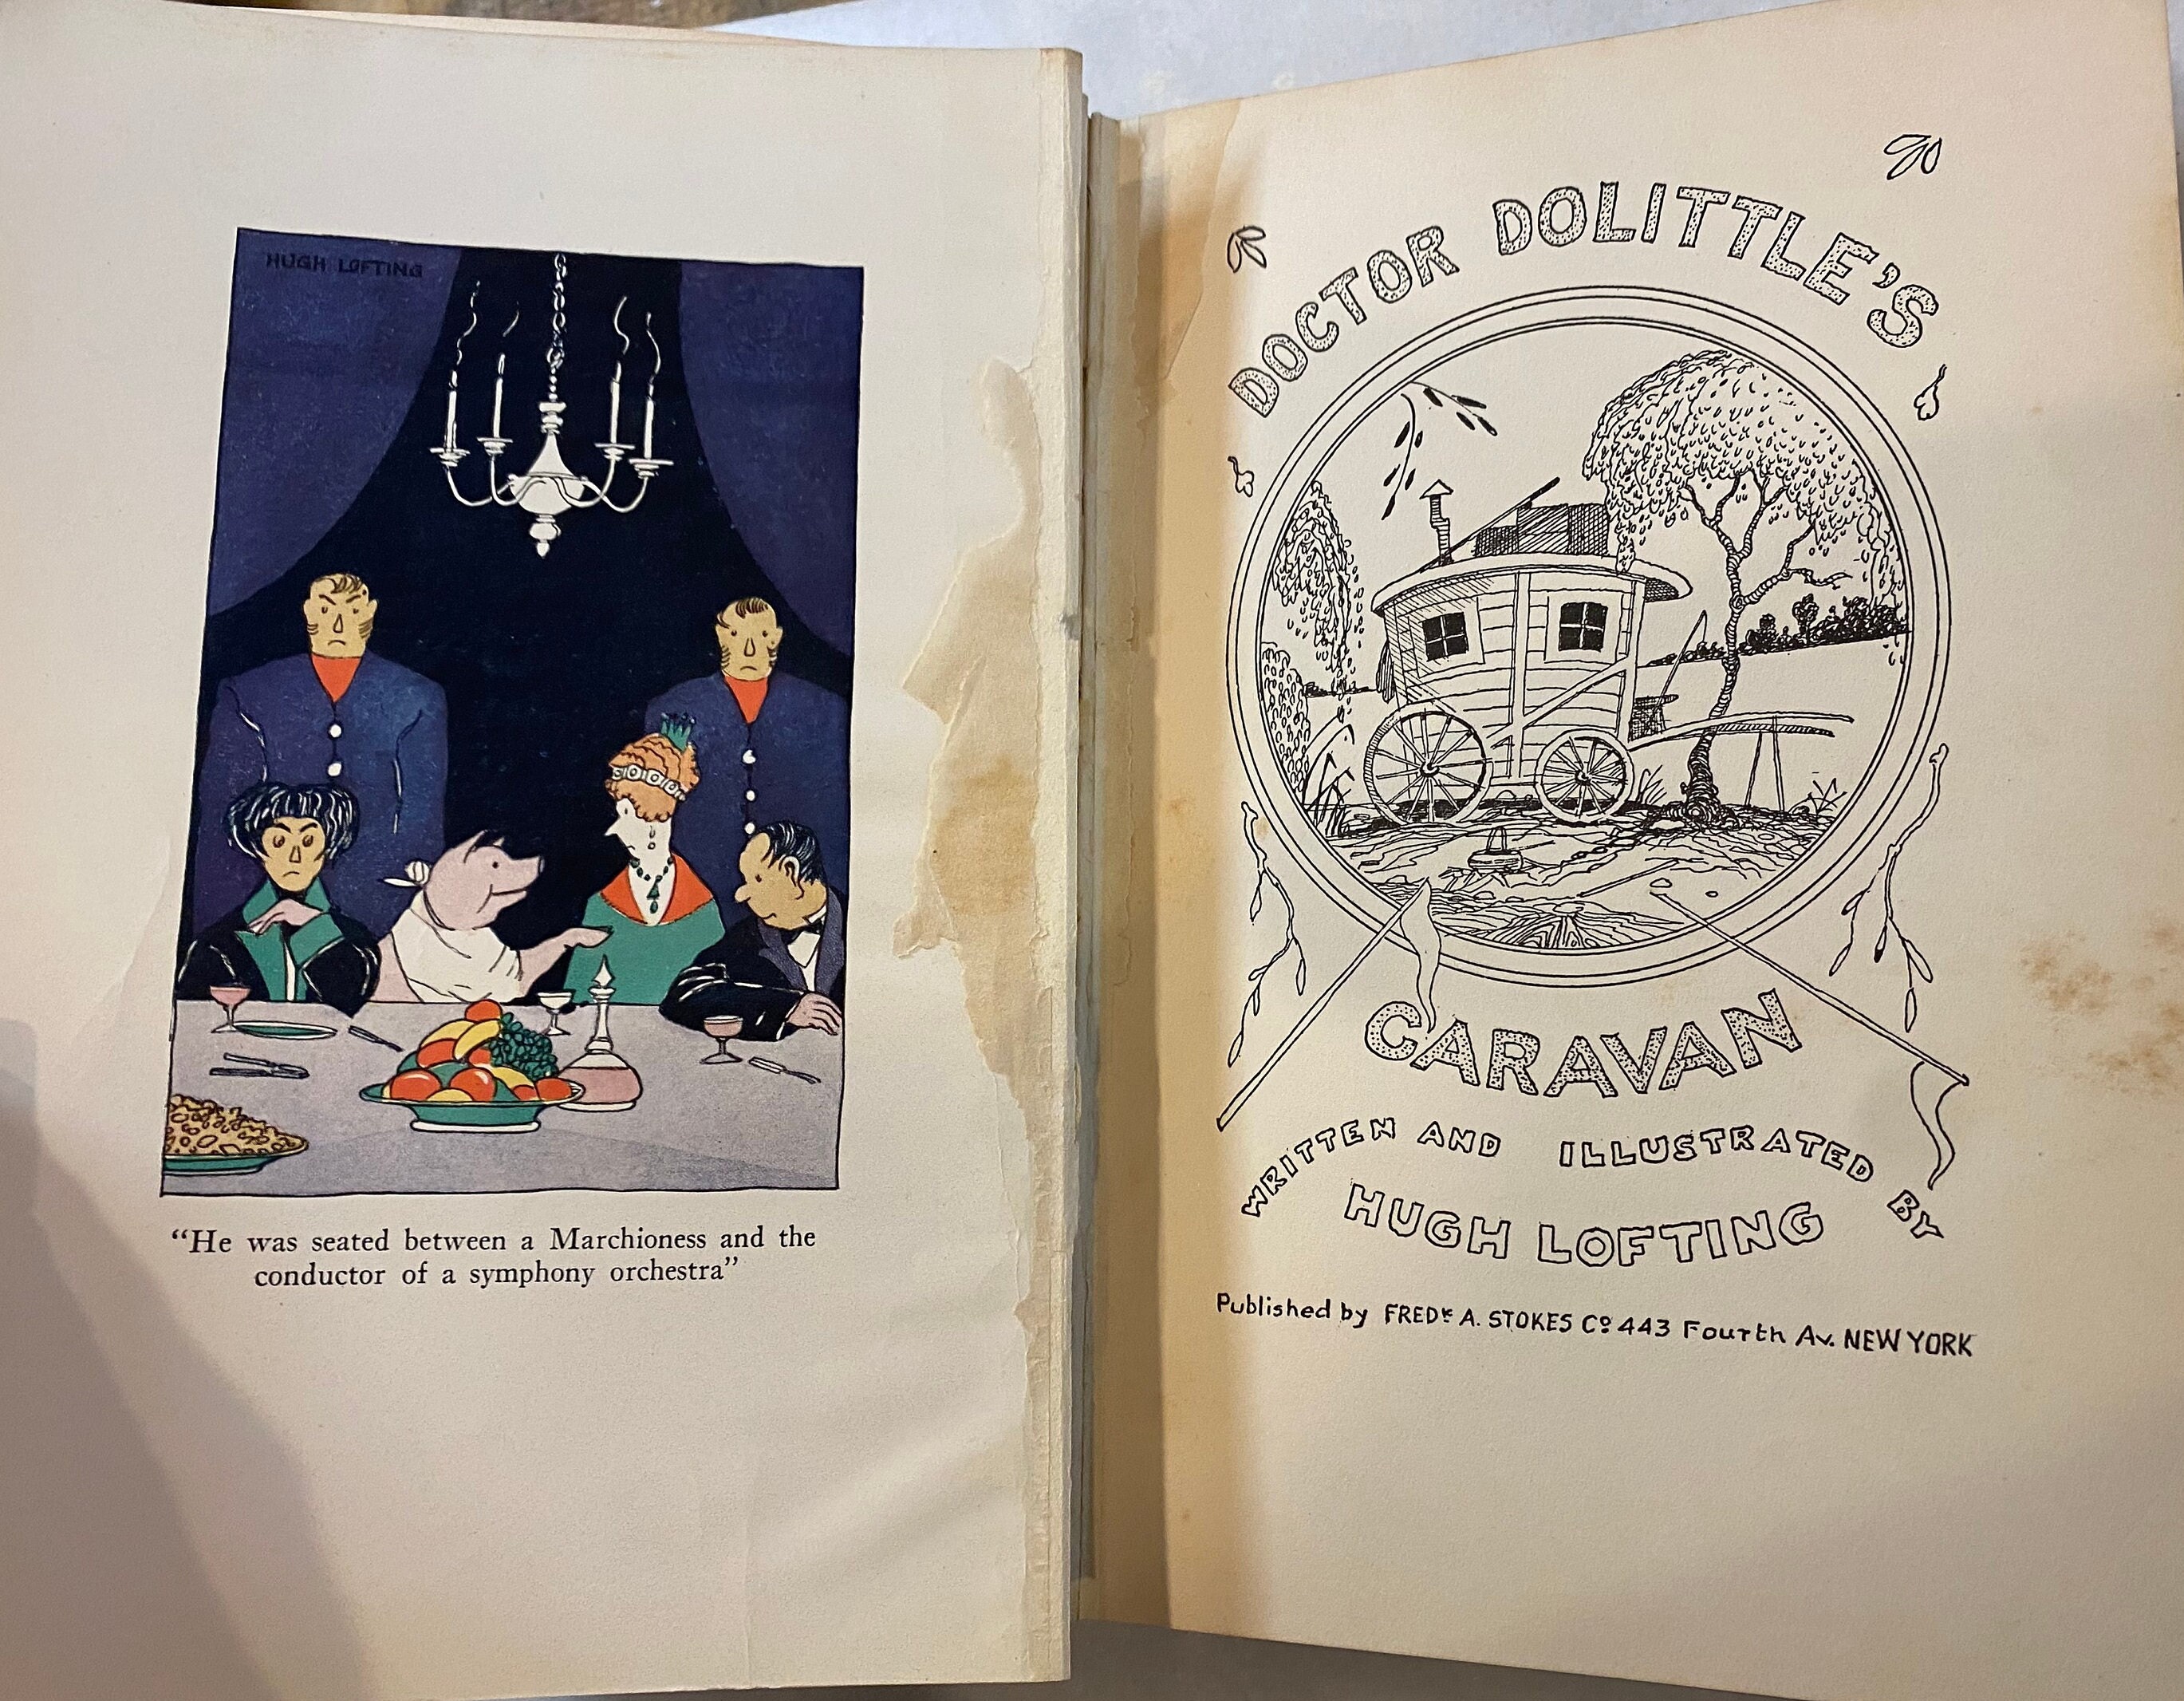 HUGH LOFTING
"He was seated between a Marchioness and the
conductor of a symphony orchestra"
DOCTOR DOLITTLE'S
CARAVAN
WRITTEN AND ILLUSTRATED BY
HUGH LOFTING
Published by FREDK A. STOKES Co 443 Fourth Av. NEW YORK